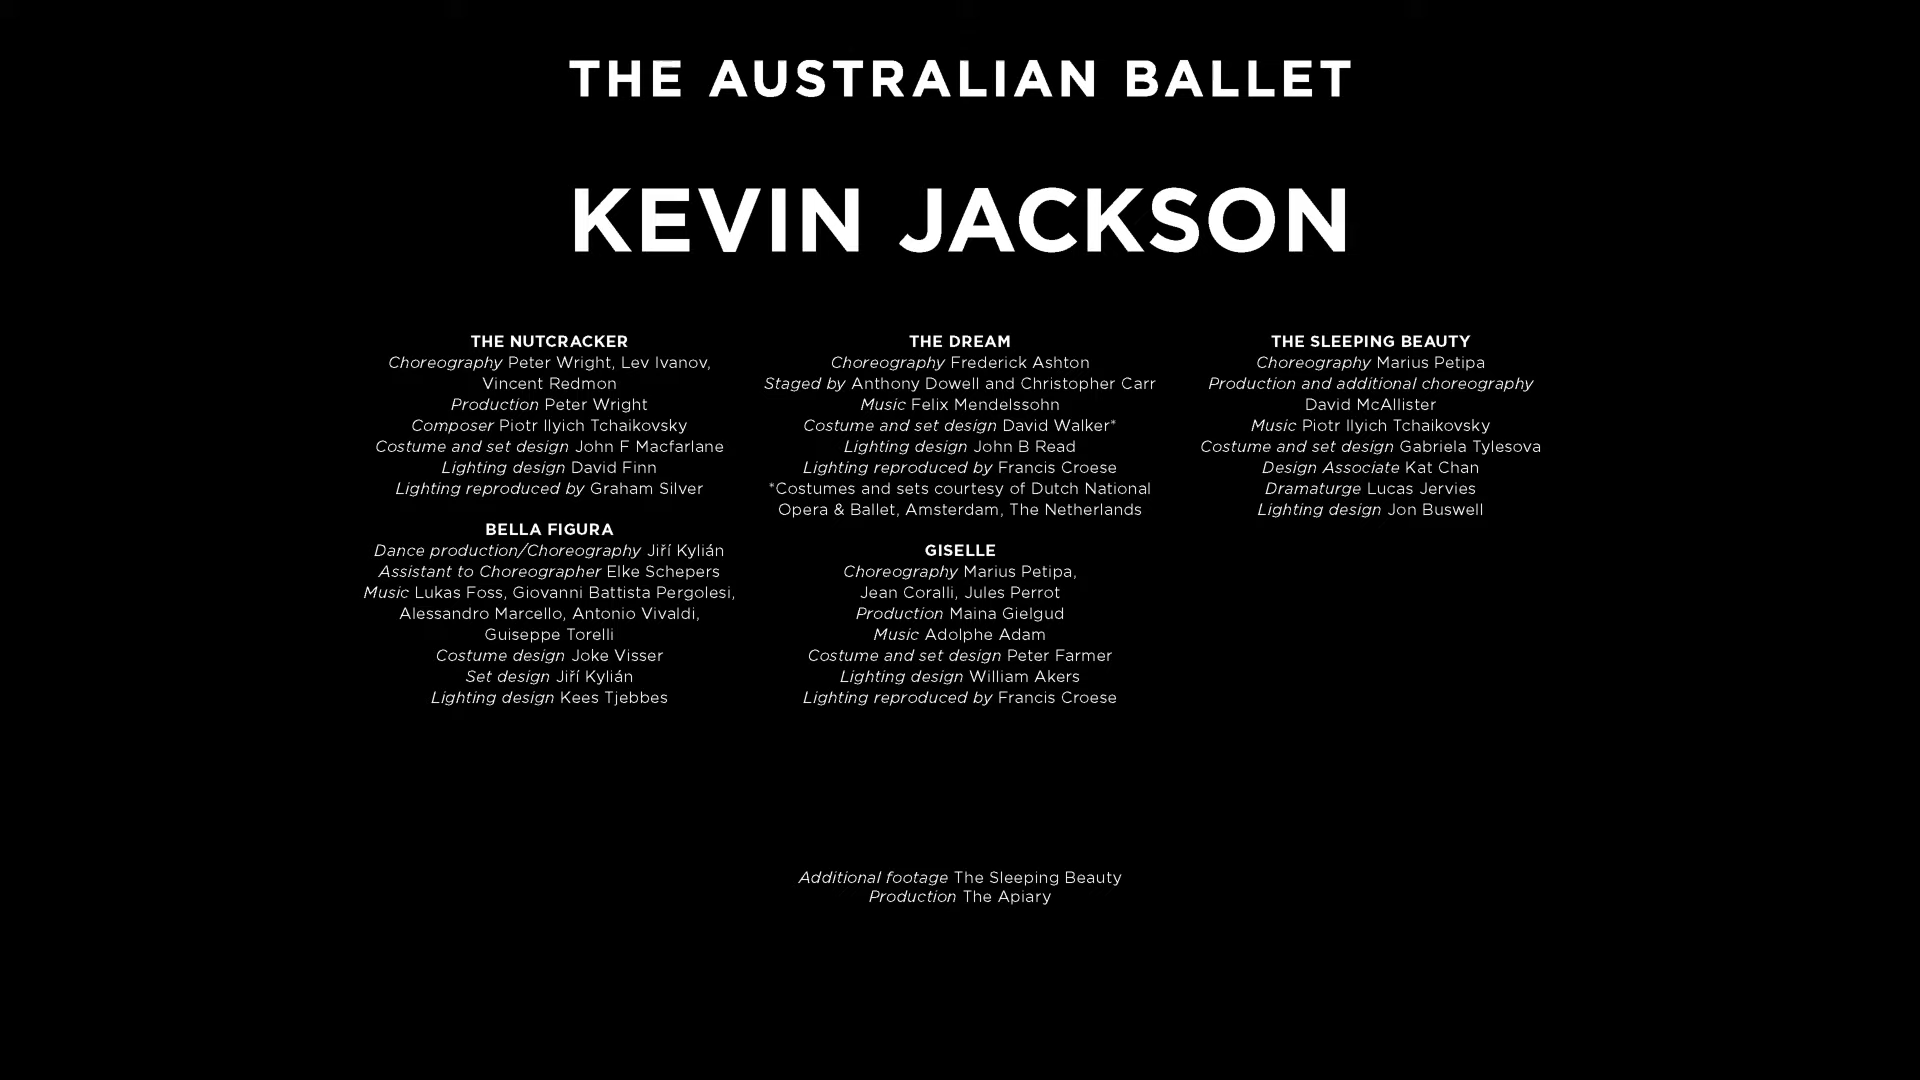 THE AUSTRALIAN BALLET
KEVIN JACKSON
THE NUTCRACKER
Choreography Peter Wright, Lev Ivanov,
Vincent Redmon
Production Peter Wright
Composer Piotr Ilyich Tchaikovsky
Costume and set design John F Macfarlane
Lighting design David Finn
Lighting reproduced by Graham Silver
BELLA FIGURA
Dance production/Choreography Jiří Kylián
Assistant to Choreographer Elke Schepers
Music Lukas Foss, Giovanni Battista Pergolesi,
Alessandro Marcello, Antonio Vivaldi,
Guiseppe Torelli
Costume design Joke Visser
Set design Jiří Kylián
Lighting design Kees Tjebbes
THE DREAM
Choreography Frederick Ashton
Staged by Anthony Dowell and Christopher Carr
Music Felix Mendelssohn
Costume and set design David Walker*
Lighting design John B Read
Lighting reproduced by Francis Croese
*Costumes and sets courtesy of Dutch National
Opera & Ballet, Amsterdam, The Netherlands
GISELLE
Choreography Marius Petipa,
Jean Coralli, Jules Perrot
Production Maina Gielgud
Music Adolphe Adam
Costume and set design Peter Farmer
Lighting design William Akers
Lighting reproduced by Francis Croese
THE SLEEPING BEAUTY
Choreography Marius Petipa
Production and additional choreography
David McAllister
Music Piotr Ilyich Tchaikovsky
Costume and set design Gabriela Tylesova
Design Associate Kat Chan
Dramaturge Lucas Jervies
Lighting design Jon Buswell
Additional footage The Sleeping Beauty
Production The Apiary